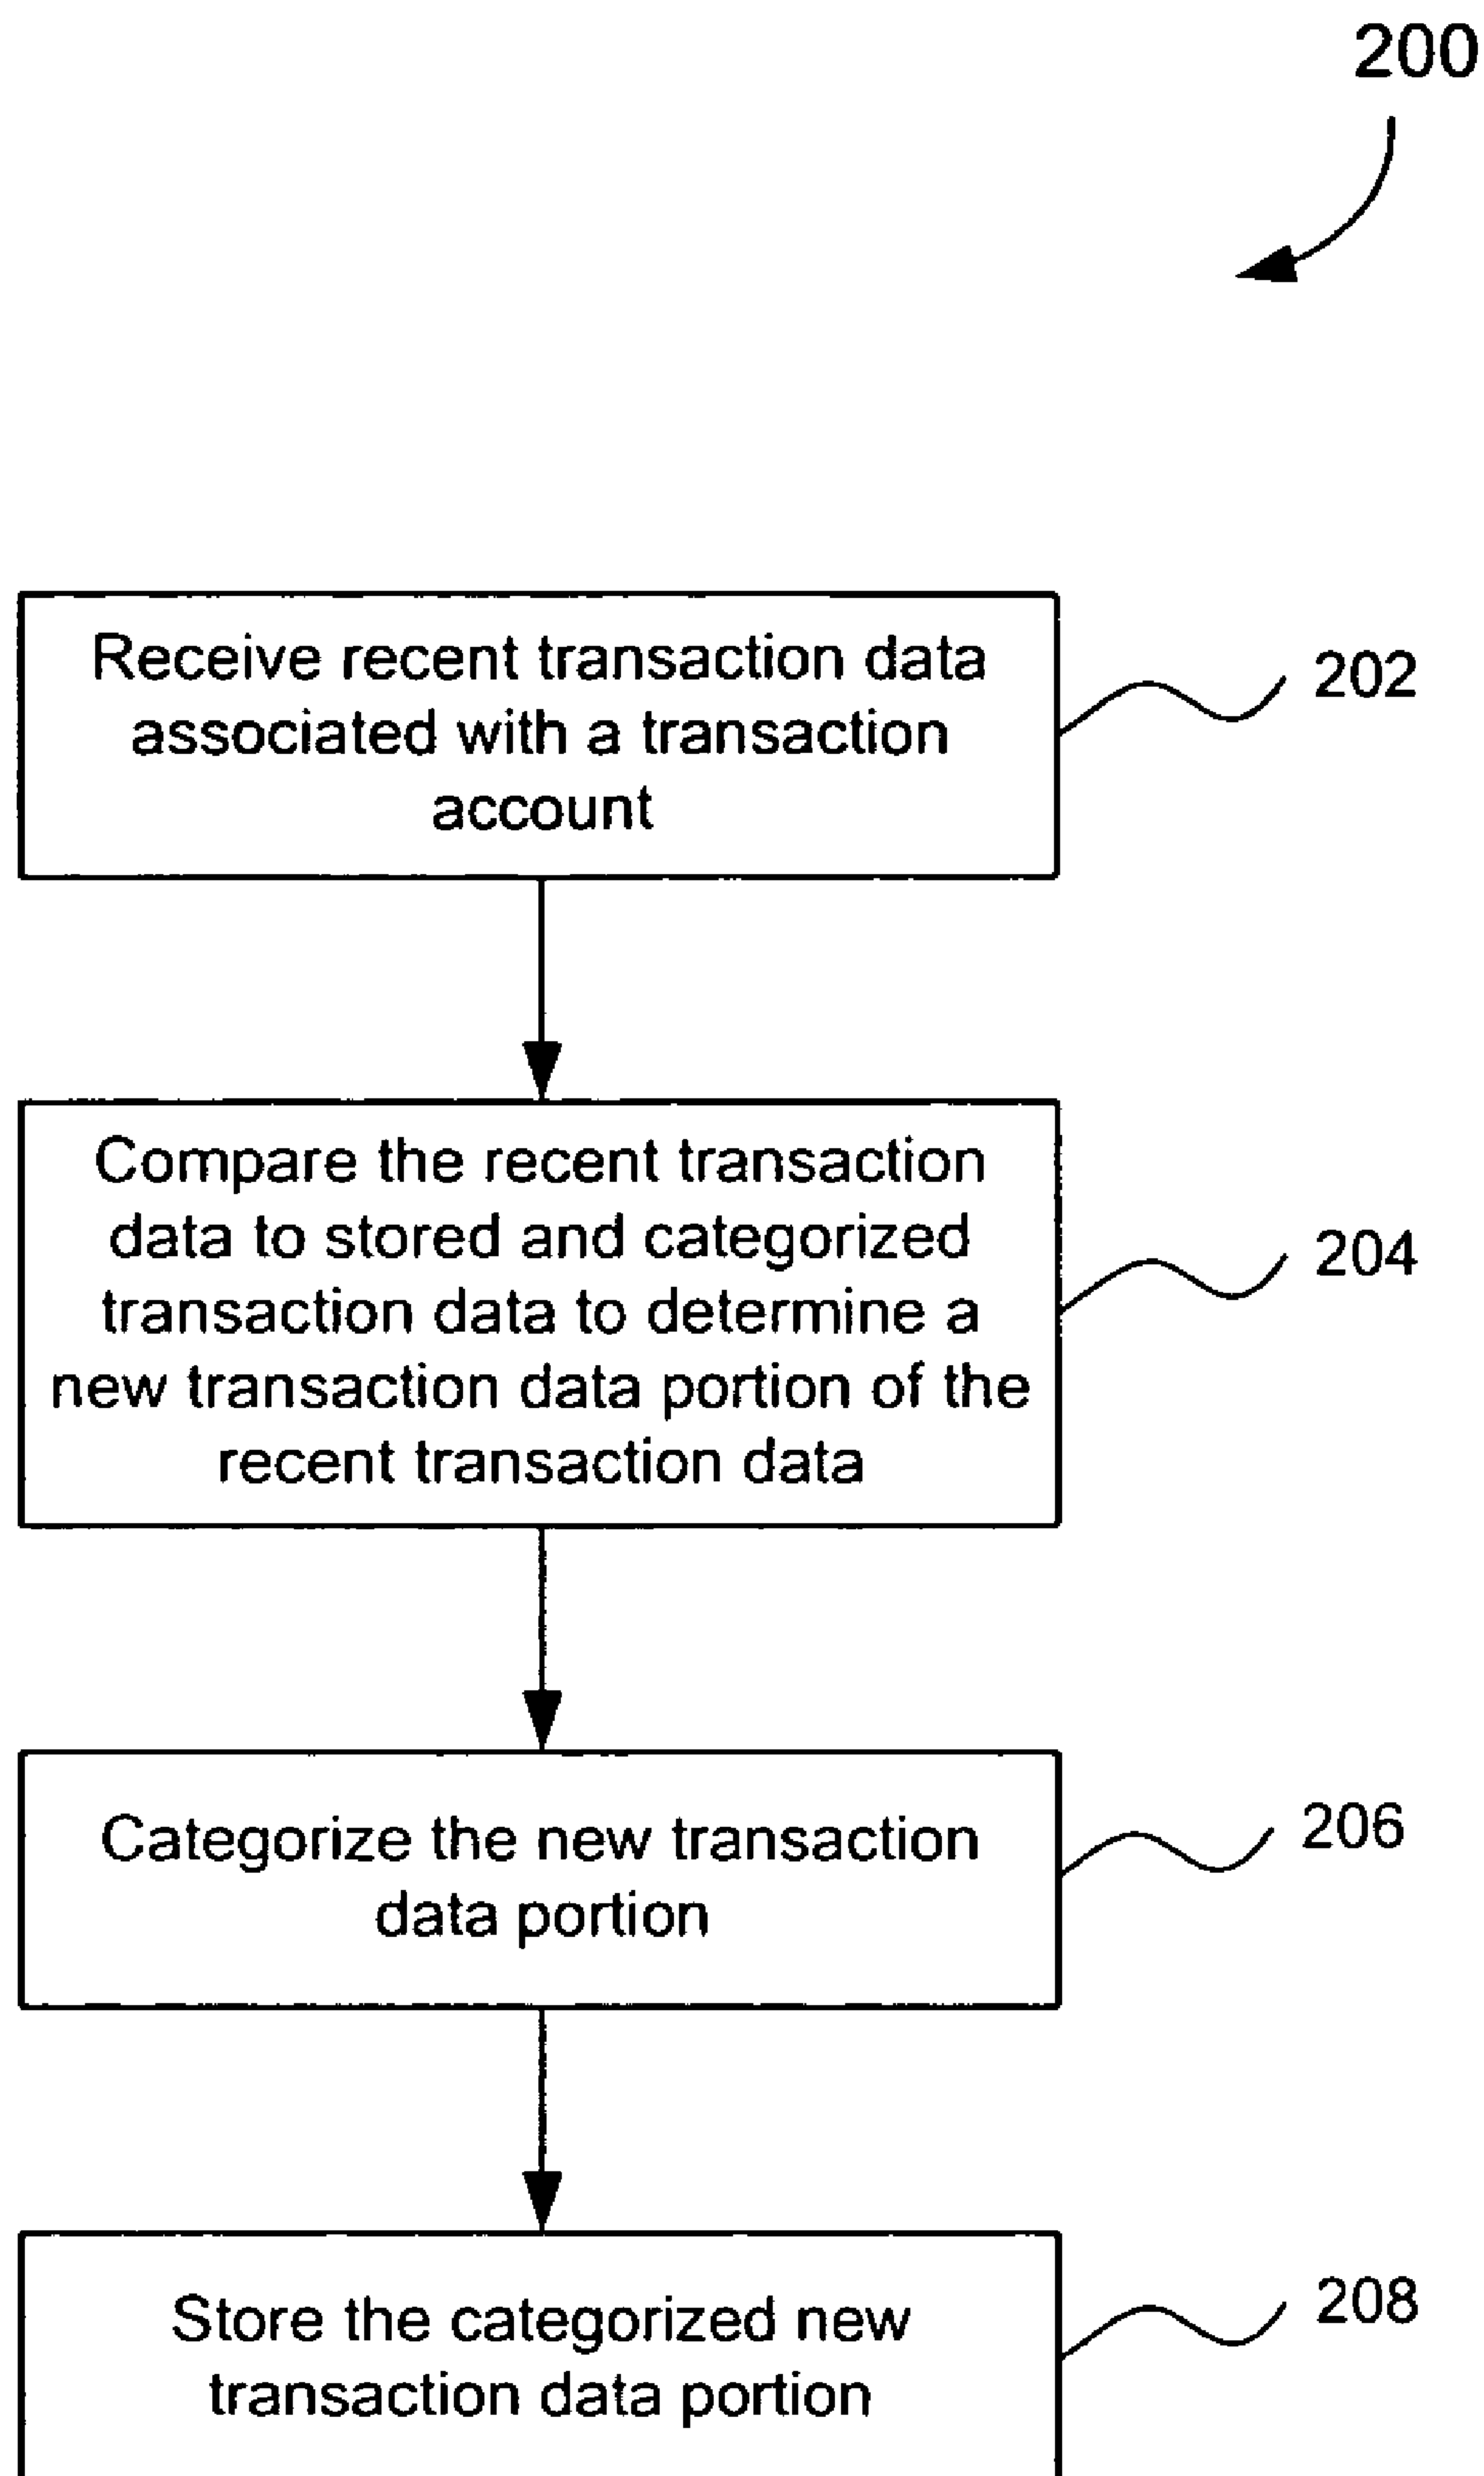 200
Receive recent transaction data
associated with a transaction
account
202
Compare the recent transaction
data to stored and categorized
transaction data to determine a
new transaction data portion of the
recent transaction data
204
Categorize the new transaction
data portion
206
Store the categorized new
transaction data portion
208